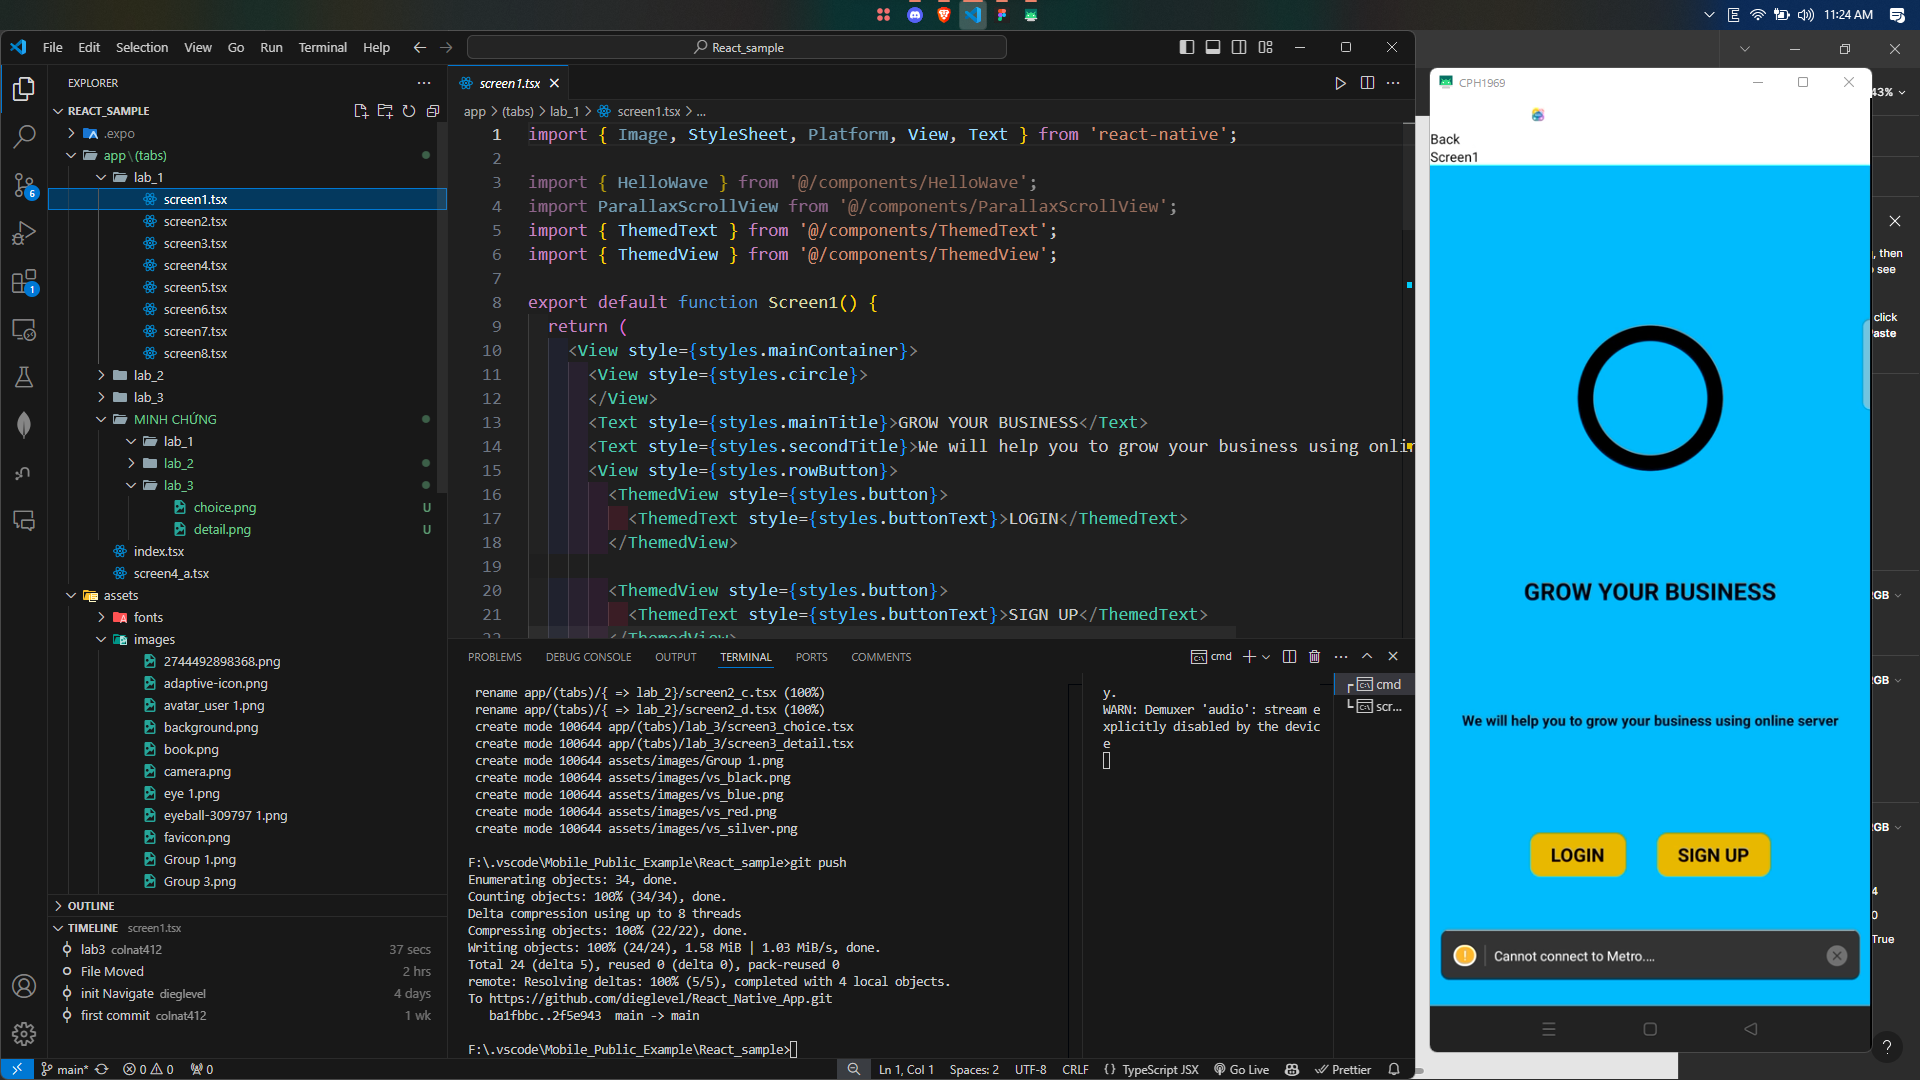 11:24 AM
File Edit Selection View Go Run Terminal Help
React_sample
CPH1969
43%
EXPLORER
REACT_SAMPLE
.expo
app\(tabs)
lab_1
screen1.tsx
screen2.tsx
screen3.tsx
screen4.tsx
screen5.tsx
screen6.tsx
screen7.tsx
screen8.tsx
lab_2
lab_3
MINH CHỨNG
lab_1
lab_2
lab_3
choice.png U
detail.png U
index.tsx
screen4_a.tsx
assets
fonts
images
2744492898368.png
adaptive-icon.png
avatar_user 1.png
background.png
book.png
camera.png
eye 1.png
eyeball-309797 1.png
favicon.png
Group 1.png
Group 3.png
OUTLINE
TIMELINE screen1.tsx
lab3 colnat412 37 secs
File Moved 2 hrs
init Navigate dieglevel 4 days
first commit colnat412 1 wk
6
1
screen1.tsx
app > (tabs) > lab_1 > screen1.tsx > ...
1 import { Image, StyleSheet, Platform, View, Text } from 'react-native';
2
3 import { HelloWave } from '@/components/HelloWave';
4 import ParallaxScrollView from '@/components/ParallaxScrollView';
5 import { ThemedText } from '@/components/ThemedText';
6 import { ThemedView } from '@/components/ThemedView';
7
8 export default function Screen1() {
9 return (
10 <View style={styles.mainContainer}>
11 <View style={styles.circle}>
12 </View>
13 <Text style={styles.mainTitle}>GROW YOUR BUSINESS</Text>
14 <Text style={styles.secondTitle}>We will help you to grow your business using onlin
15 <View style={styles.rowButton}>
16 <ThemedView style={styles.button}>
17 <ThemedText style={styles.buttonText}>LOGIN</ThemedText>
18 </ThemedView>
19
20 <ThemedView style={styles.button}>
21 <ThemedText style={styles.buttonText}>SIGN UP</ThemedText>
22 </ThemedView>
PROBLEMS DEBUG CONSOLE OUTPUT TERMINAL PORTS COMMENTS
cmd
rename app/(tabs)/{ => lab_2}/screen2_c.tsx (100%)
rename app/(tabs)/{ => lab_2}/screen2_d.tsx (100%)
create mode 100644 app/(tabs)/lab_3/screen3_choice.tsx
create mode 100644 app/(tabs)/lab_3/screen3_detail.tsx
create mode 100644 assets/images/Group 1.png
create mode 100644 assets/images/vs_black.png
create mode 100644 assets/images/vs_blue.png
create mode 100644 assets/images/vs_red.png
create mode 100644 assets/images/vs_silver.png
F:\.vscode\Mobile_Public_Example\React_sample>git push
Enumerating objects: 34, done.
Counting objects: 100% (34/34), done.
Delta compression using up to 8 threads
Compressing objects: 100% (22/22), done.
Writing objects: 100% (24/24), 1.58 MiB | 1.03 MiB/s, done.
Total 24 (delta 5), reused 0 (delta 0), pack-reused 0
remote: Resolving deltas: 100% (5/5), completed with 4 local objects.
To https://github.com/dieglevel/React_Native_App.git
ba1fbbc..2f5e943 main -> main
F:\.vscode\Mobile_Public_Example\React_sample>
y.
WARN: Demuxer 'audio': stream e
xplicitly disabled by the devic
e
cmd
scr...
main* 0 0 0
Ln 1, Col 1 Spaces: 2 UTF-8 CRLF {} TypeScript JSX Go Live Prettier
Back
Screen1
GROW YOUR BUSINESS
We will help you to grow your business using online server
LOGIN SIGN UP
Cannot connect to Metro....
, then
see
click
aste
RGB
RGB
RGB
4
0
True
?